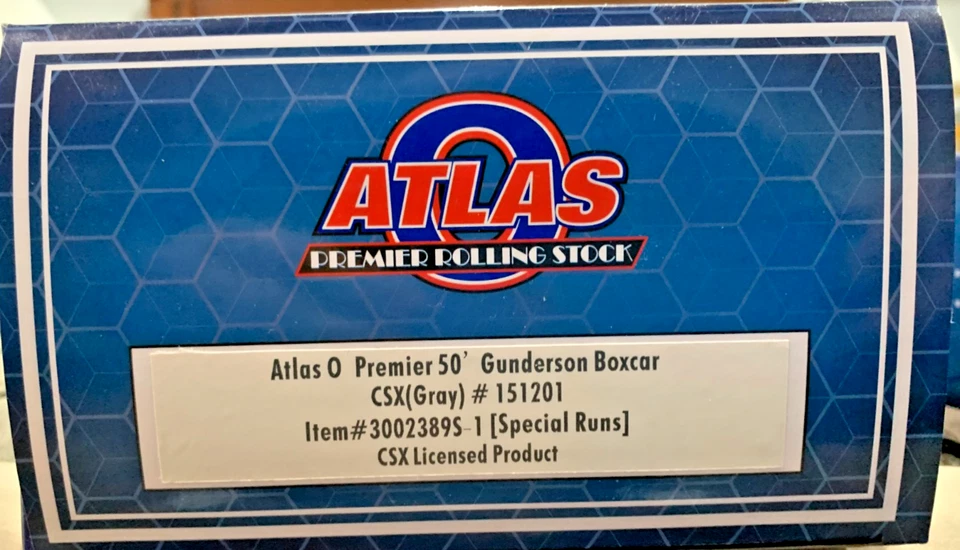 ATLAS O
PREMIER ROLLING STOCK
Atlas O Premier 50' Gunderson Boxcar
CSX(Gray) # 151201
Item#3002389S-1 [Special Runs]
CSX Licensed Product